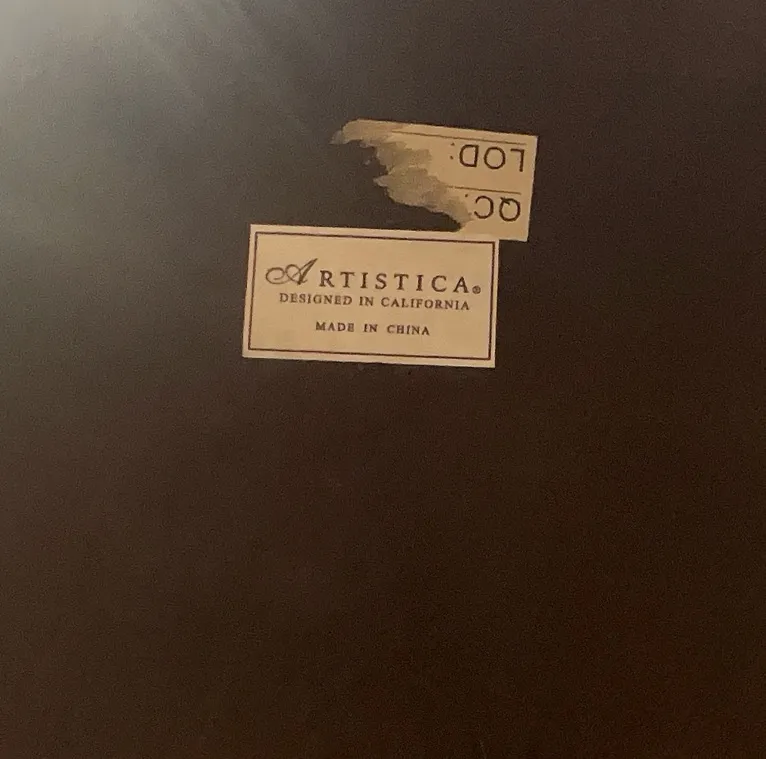 LOD:
QC:
ARTISTICA®
DESIGNED IN CALIFORNIA
MADE IN CHINA